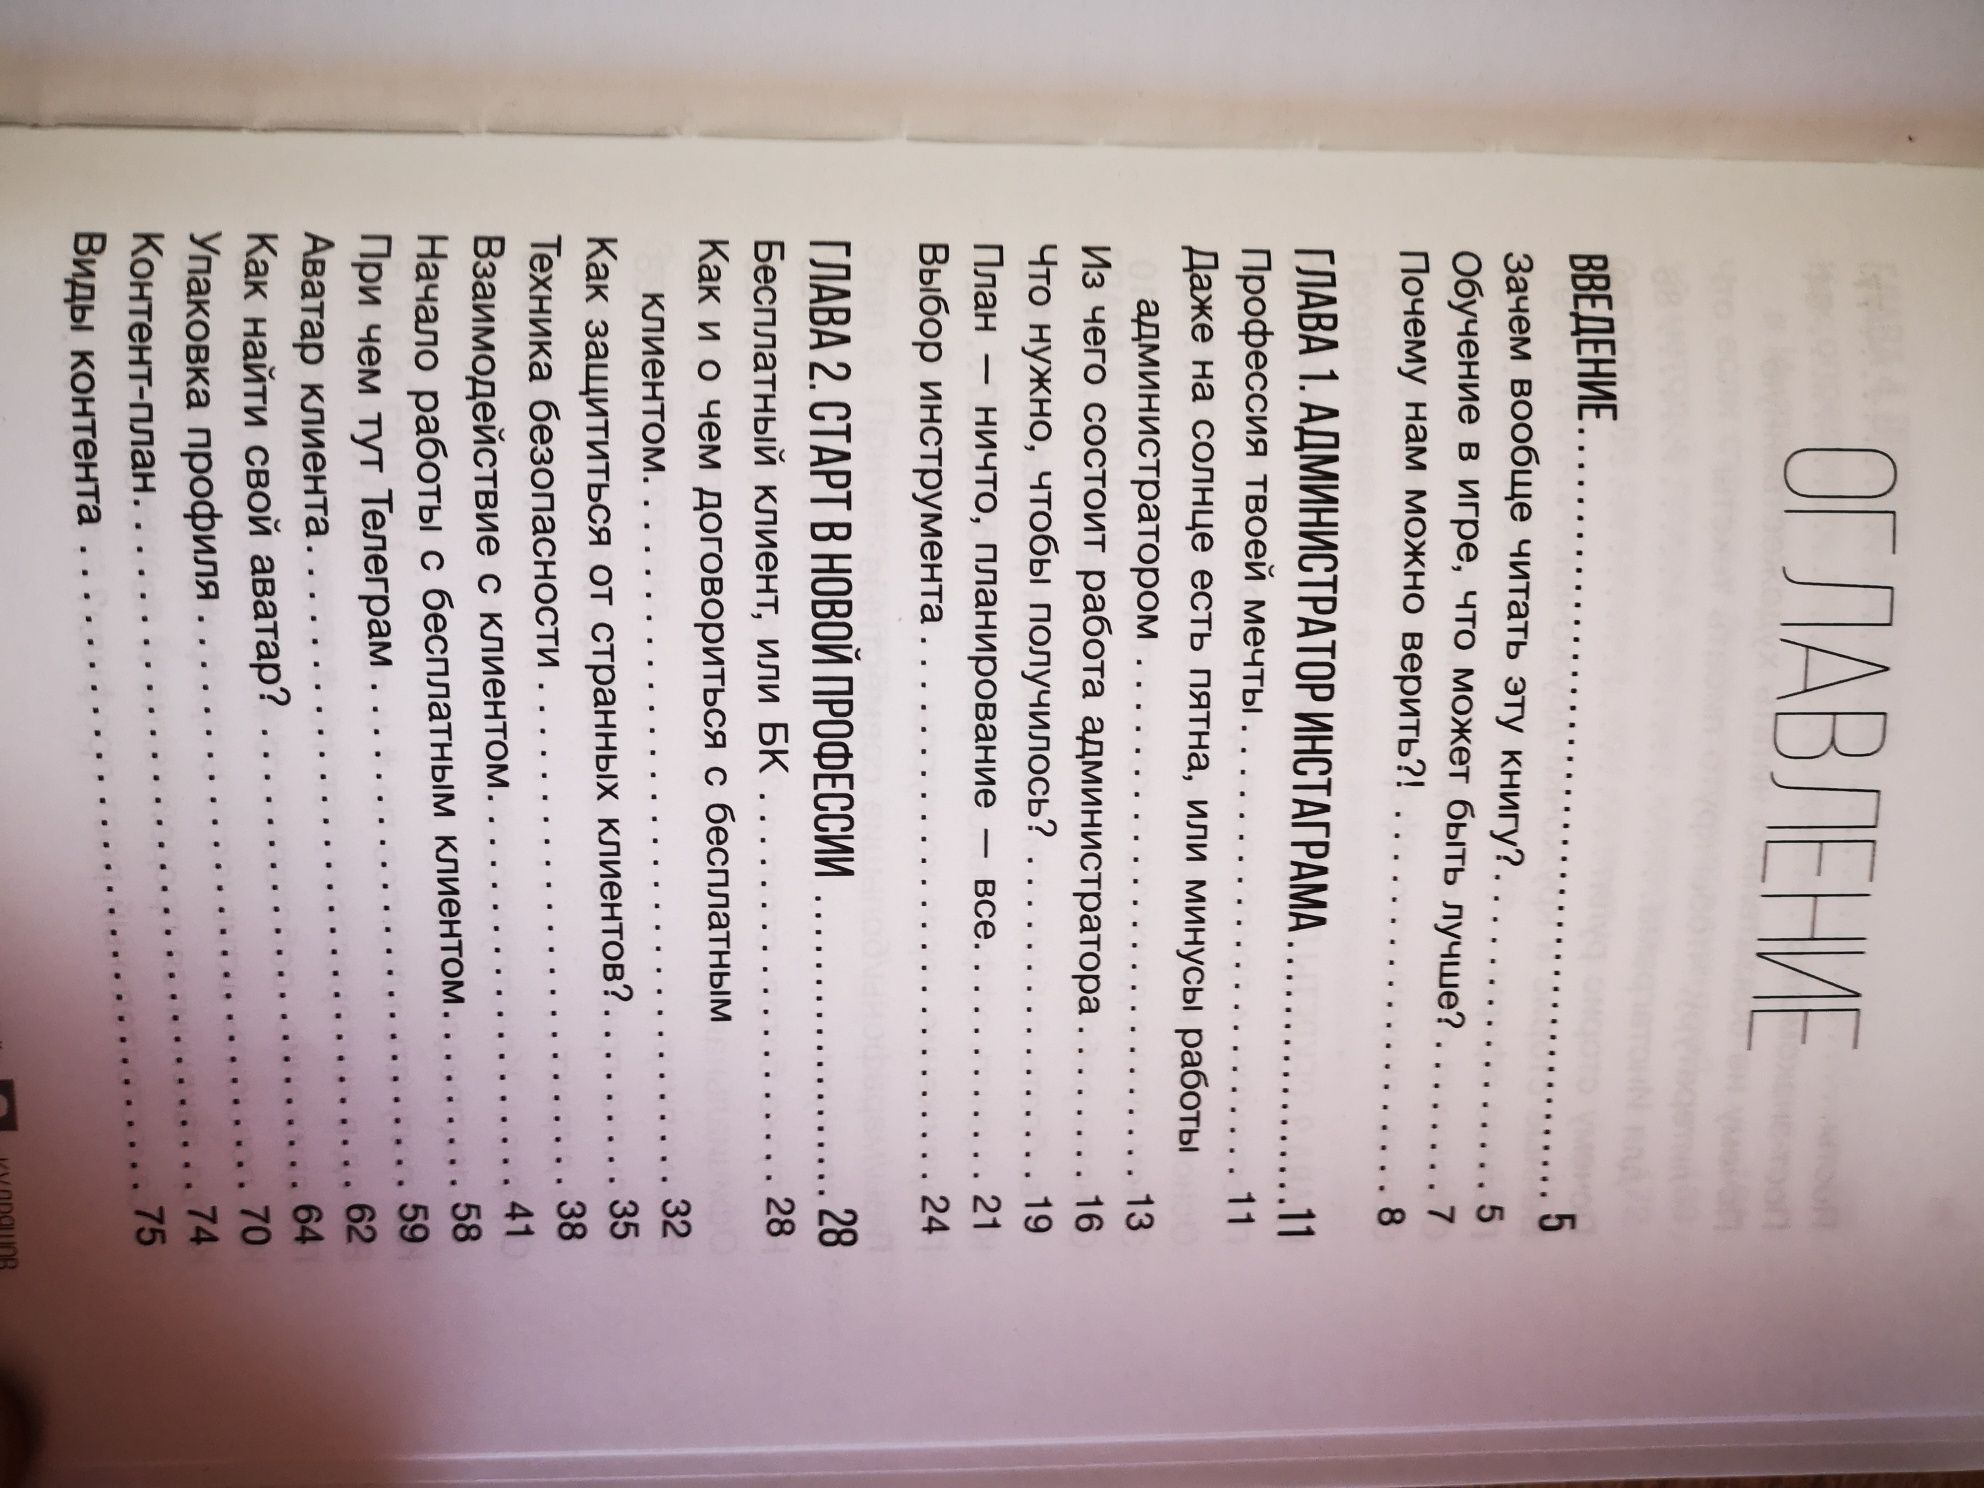 ОГЛАВЛЕНИЕ
ВВЕДЕНИЕ . . . . . . . . . . . . . . . . . . . . 5
Зачем вообще читать эту книгу? . . . . . . . . . . 5
Обучение в игре, что может быть лучше? . . . . . . . 7
Почему нам можно верить?! . . . . . . . . . . 8
ГЛАВА 1. АДМИНИСТРАТОР ИНСТАГРАМА . . . . . . . . . . 11
Профессия твоей мечты . . . . . . . . . . 11
Даже на солнце есть пятна, или минусы работы
администратором . . . . . . . . . . 13
Из чего состоит работа администратора . . . . . . . 16
Что нужно, чтобы получилось? . . . . . . . . . . 19
План — ничто, планирование — все . . . . . . . . . . 21
Выбор инструмента . . . . . . . . . . 24
ГЛАВА 2. СТАРТ В НОВОЙ ПРОФЕССИИ . . . . . . . . . . 28
Бесплатный клиент, или БК . . . . . . . . . . 28
Как и о чем договориться с бесплатным
клиентом . . . . . . . . . . 32
Как защититься от странных клиентов? . . . . . . . 35
Техника безопасности . . . . . . . . . . 38
Взаимодействие с клиентом . . . . . . . . . . 41
Начало работы с бесплатным клиентом . . . . . . . 58
При чем тут Телеграм . . . . . . . . . . 59
Аватар клиента . . . . . . . . . . 62
Как найти свой аватар? . . . . . . . . . . 64
Упаковка профиля . . . . . . . . . . 70
Контент-план . . . . . . . . . . 74
Виды контента . . . . . . . . . . 75